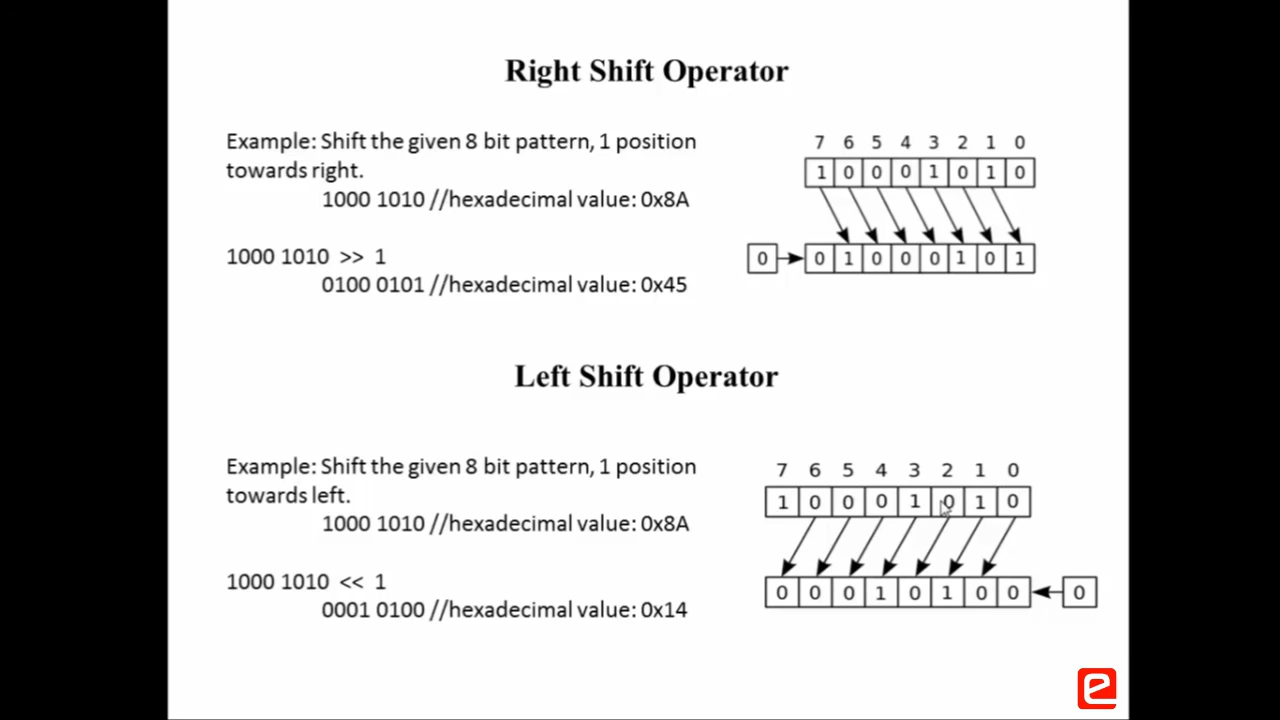 Right Shift Operator
Example: Shift the given 8 bit pattern, 1 position
towards right.
1000 1010 //hexadecimal value: 0x8A
1000 1010 >> 1
0100 0101 //hexadecimal value: 0x45
7 6 5 4 3 2 1 0
1 0 0 0 1 0 1 0
0 0 1 0 0 0 1 0 1
Left Shift Operator
Example: Shift the given 8 bit pattern, 1 position
towards left.
1000 1010 //hexadecimal value: 0x8A
1000 1010 << 1
0001 0100 //hexadecimal value: 0x14
7 6 5 4 3 2 1 0
1 0 0 0 1 0 1 0
0 0 0 1 0 1 0 0 0
e